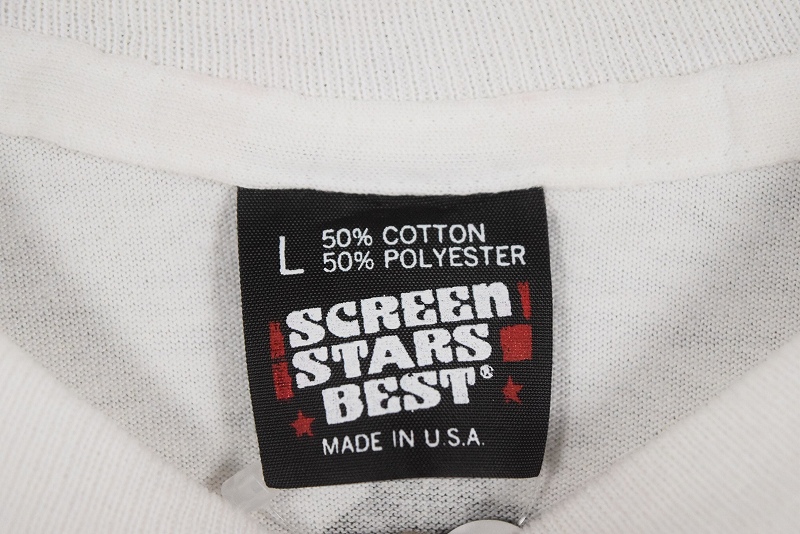 L 50% COTTON
50% POLYESTER
SCREEN
STARS
BEST®
MADE IN U.S.A.